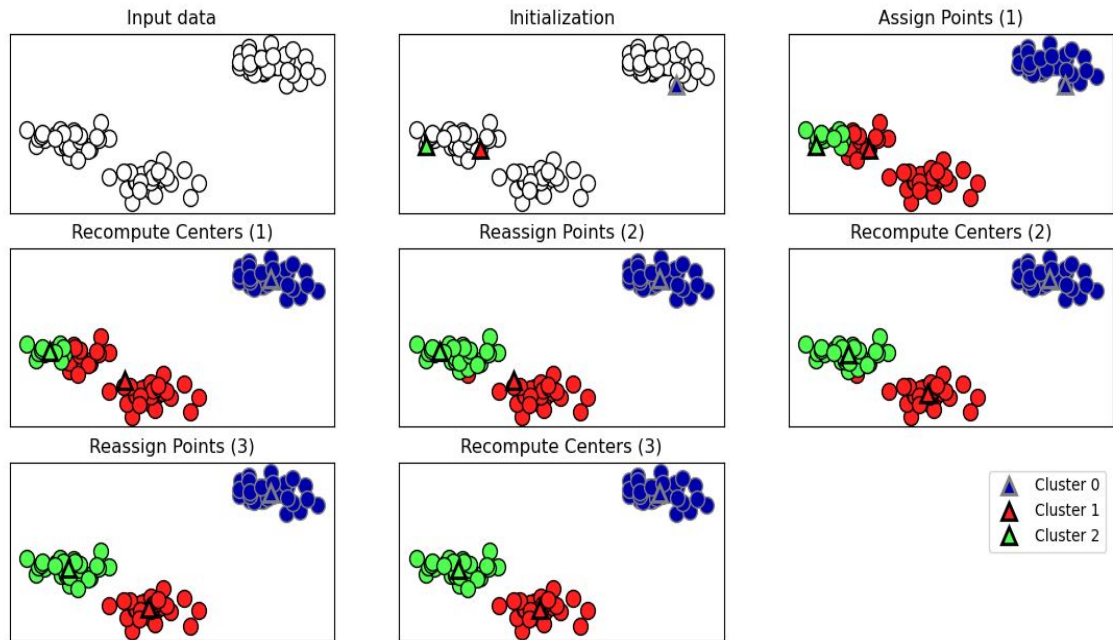 Input data
Initialization
Assign Points (1)
Recompute Centers (1)
Reassign Points (2)
Recompute Centers (2)
Reassign Points (3)
Recompute Centers (3)
Cluster 0
Cluster 1
Cluster 2